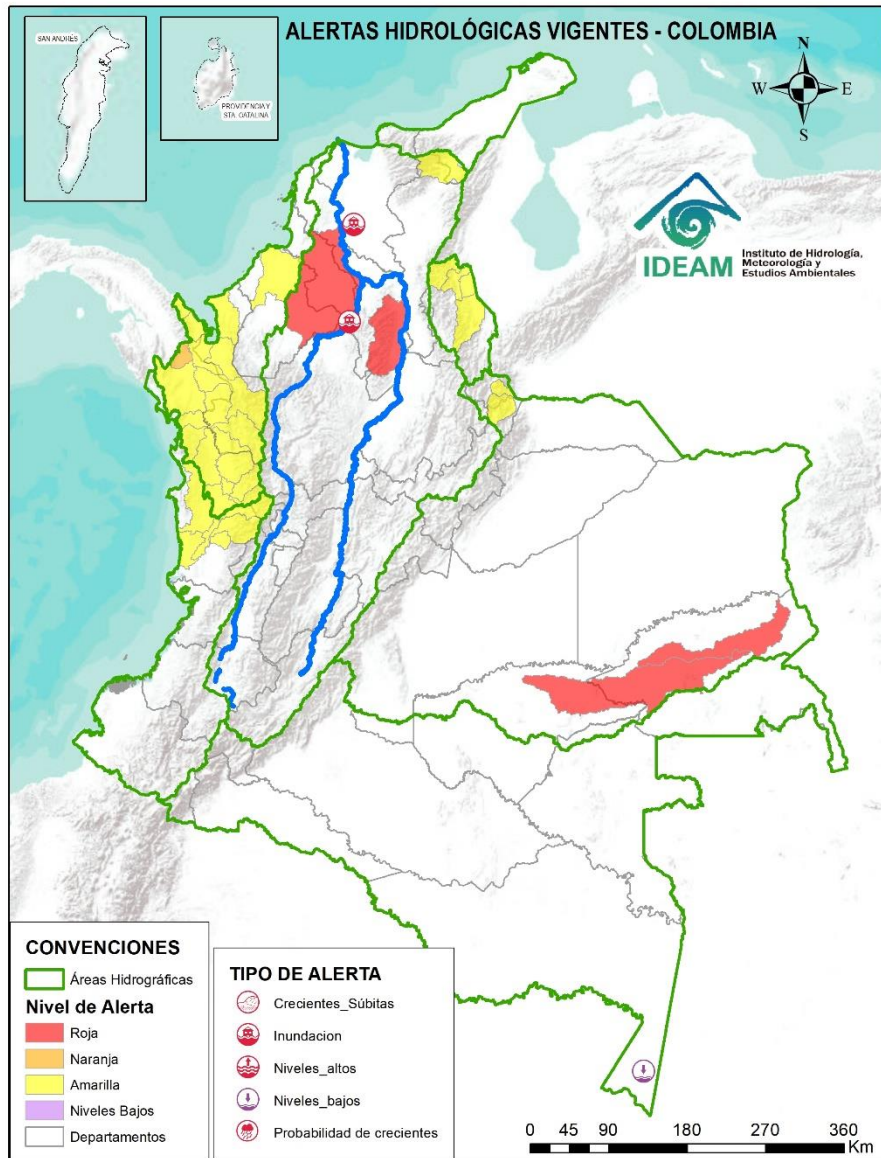 ALERTAS HIDROLÓGICAS VIGENTES - COLOMBIA
SAN ANDRÉS
PROVIDENCIA Y
STA. CATALINA
N
W
E
S
IDEAM
Instituto de Hidrología,
Meteorología y
Estudios Ambientales
CONVENCIONES
Áreas Hidrográficas
Nivel de Alerta
Roja
Naranja
Amarilla
Niveles Bajos
Departamentos
TIPO DE ALERTA
Crecientes_Súbitas
Inundacion
Niveles_altos
Niveles_bajos
Probabilidad de crecientes
0 45 90 180 270 360
Km